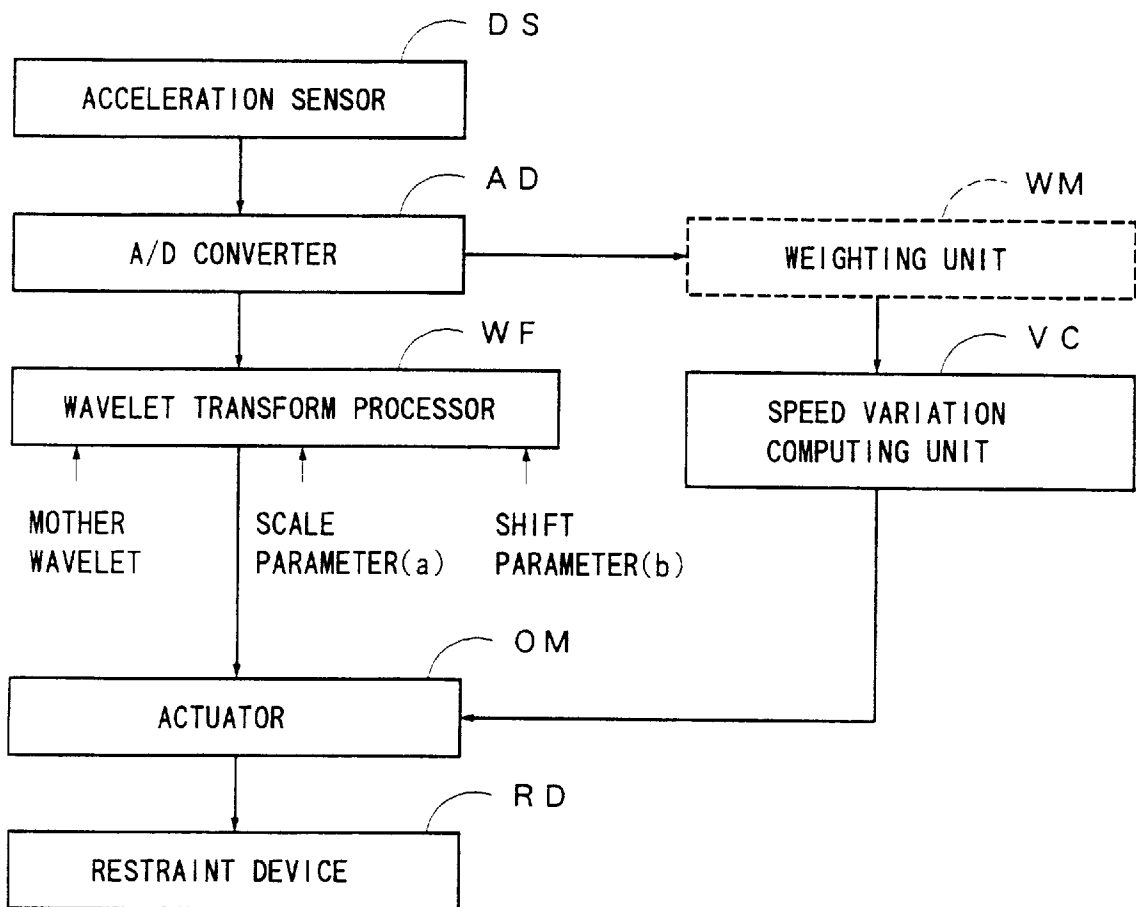 DS
ACCELERATION SENSOR
AD
A/D CONVERTER
WM
WEIGHTING UNIT
WF
WAVELET TRANSFORM PROCESSOR
VC
SPEED VARIATION
COMPUTING UNIT
MOTHER
WAVELET
SCALE
PARAMETER(a)
SHIFT
PARAMETER(b)
OM
ACTUATOR
RD
RESTRAINT DEVICE